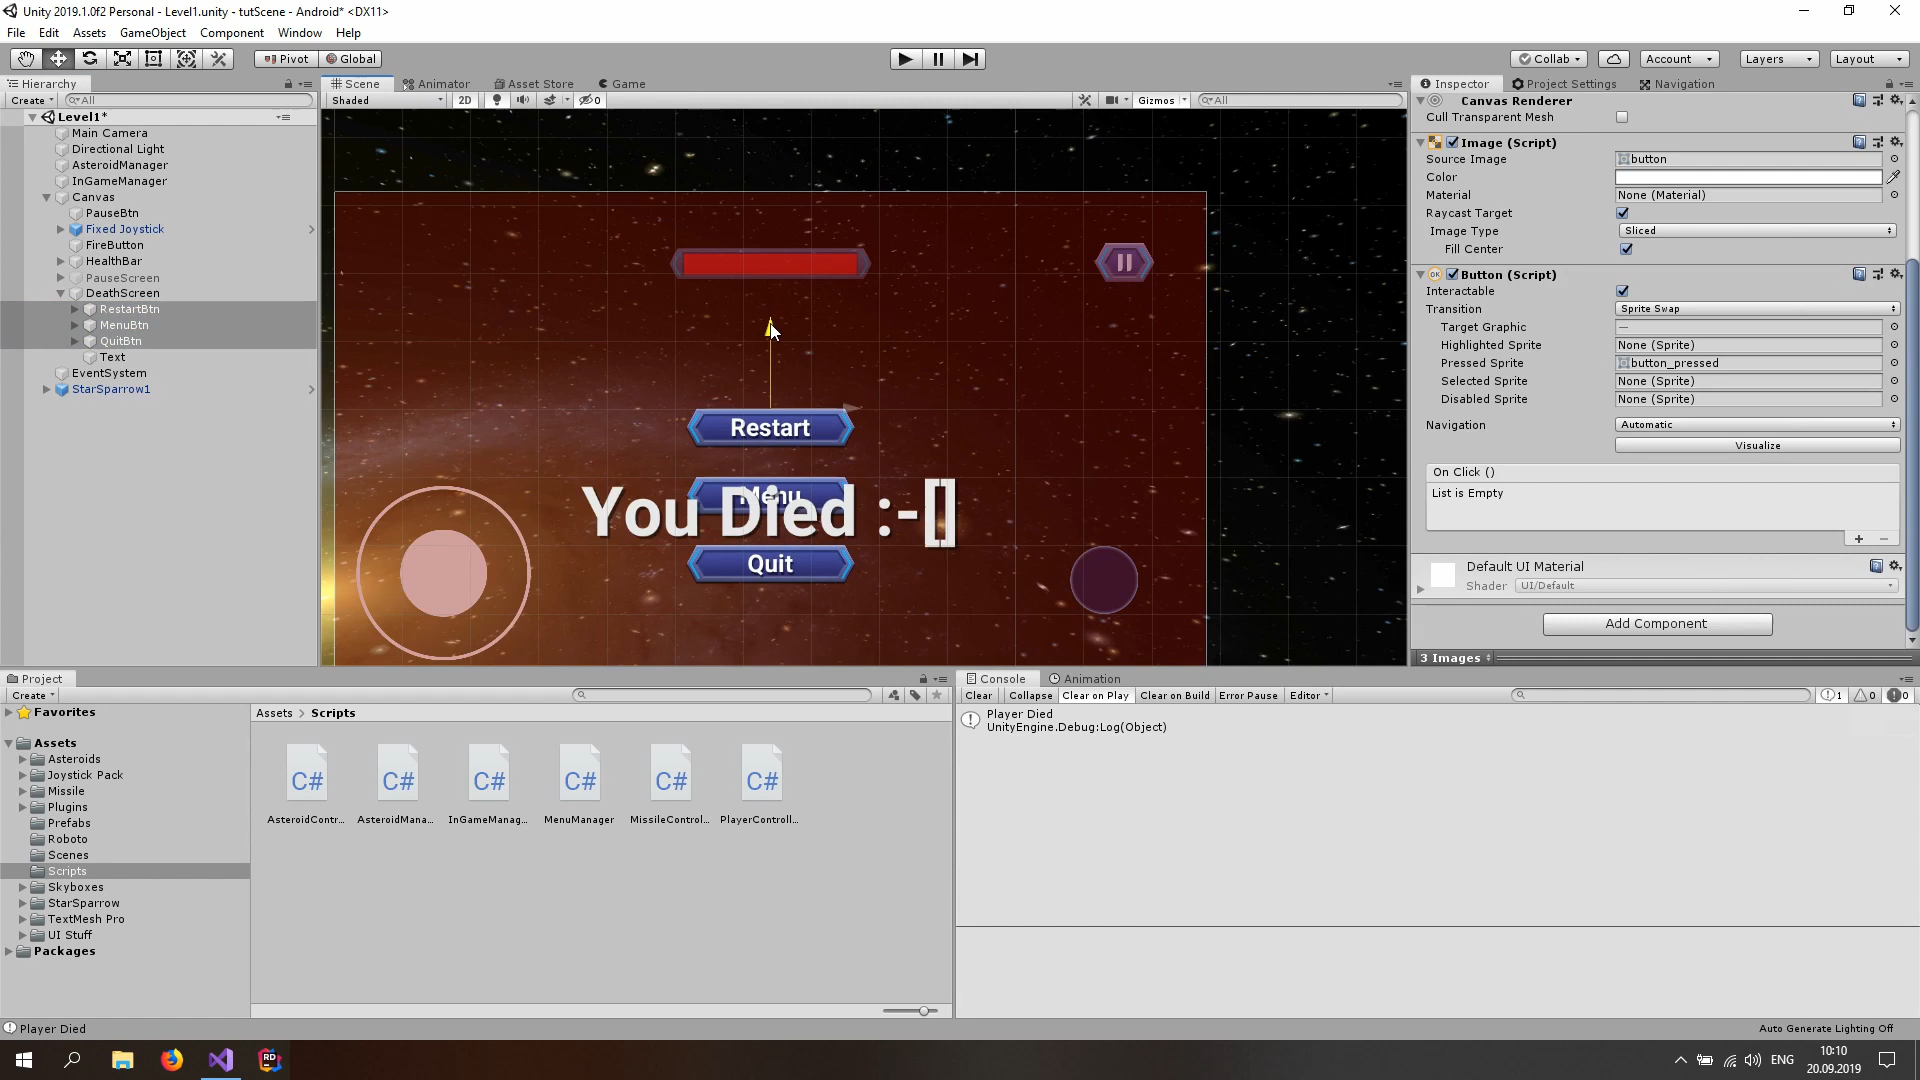 Unity 2019.1.0f2 Personal - Level1.unity - tutScene - Android* <DX11>
File Edit Assets GameObject Component Window Help
Pivot Global Collab Account Layers Layout
Hierarchy
Create All
Level1*
Main Camera
Directional Light
AsteroidManager
InGameManager
Canvas
PauseBtn
Fixed Joystick
FireButton
HealthBar
PauseScreen
DeathScreen
RestartBtn
MenuBtn
QuitBtn
Text
EventSystem
StarSparrow1
Scene Animator Asset Store Game
Shaded 2D 0 Gizmos All
Restart
Menu
You Died :-[]
Quit
Inspector Project Settings Navigation
Canvas Renderer
Cull Transparent Mesh
Image (Script)
Source Image button
Color
Material None (Material)
Raycast Target
Image Type Sliced
Fill Center
OK Button (Script)
Interactable
Transition Sprite Swap
Target Graphic —
Highlighted Sprite None (Sprite)
Pressed Sprite button_pressed
Selected Sprite None (Sprite)
Disabled Sprite None (Sprite)
Navigation Automatic
Visualize
On Click ()
List is Empty
Default UI Material
Shader UI/Default
Add Component
3 Images
Project
Create
Favorites
Assets
Asteroids
Joystick Pack
Missile
Plugins
Prefabs
Roboto
Scenes
Scripts
Skyboxes
StarSparrow
TextMesh Pro
UI Stuff
Packages
Assets > Scripts
C# C# C# C# C# C#
AsteroidContr... AsteroidMana... InGameManag... MenuManager MissileControl... PlayerControll...
Console Animation
Clear Collapse Clear on Play Clear on Build Error Pause Editor 1 0 0
Player Died
UnityEngine.Debug:Log(Object)
Player Died
Auto Generate Lighting Off
RD
ENG
10:10
20.09.2019